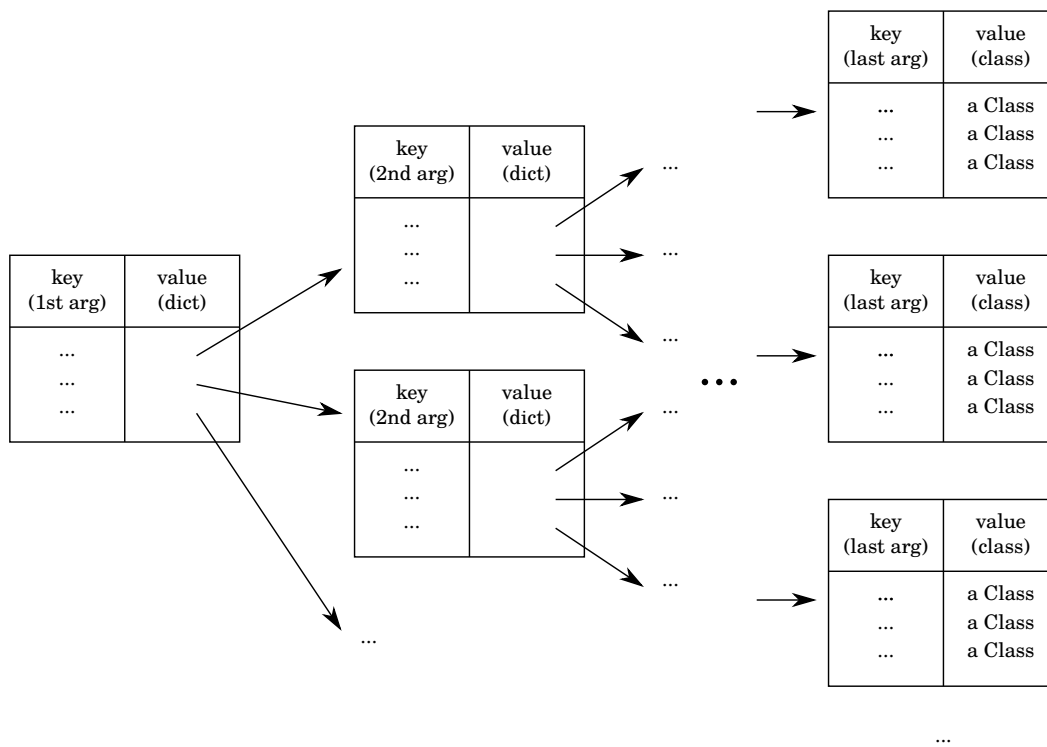 key value
(1st arg) (dict)
...
...
...
key value
(2nd arg) (dict)
...
...
...
key value
(2nd arg) (dict)
...
...
...
...
...
...
...
...
...
...
...
key value
(last arg) (class)
... a Class
... a Class
... a Class
key value
(last arg) (class)
... a Class
... a Class
... a Class
key value
(last arg) (class)
... a Class
... a Class
... a Class
...